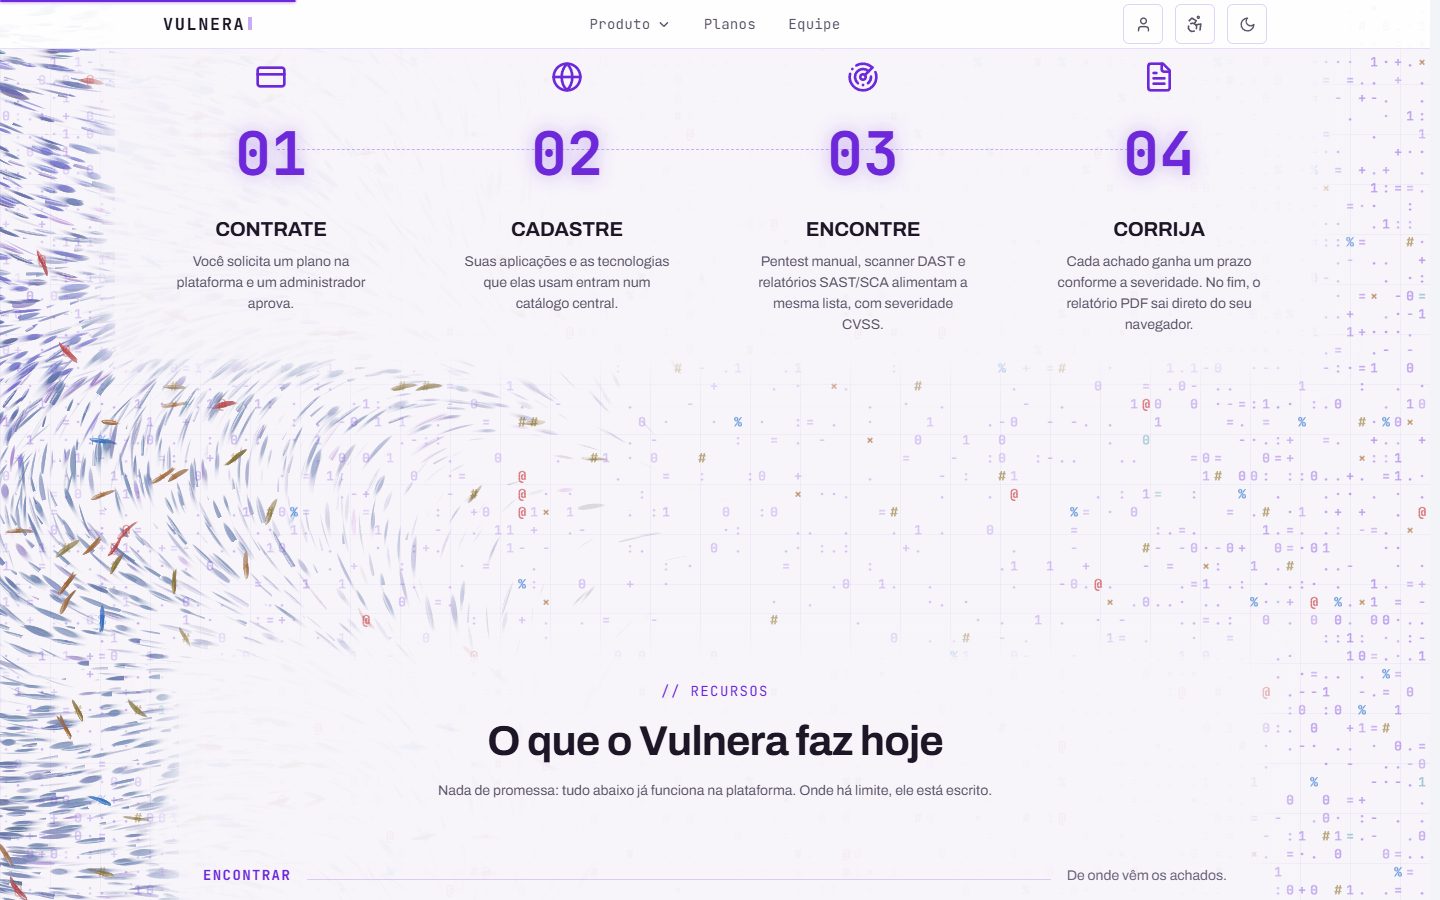 VULNERA
Produto
Planos
Equipe
01
02
03
04
CONTRATE
Você solicita um plano na
plataforma e um administrador
aprova.
CADASTRE
Suas aplicações e as tecnologias
que elas usam entram num
catálogo central.
ENCONTRE
Pentest manual, scanner DAST e
relatórios SAST/SCA alimentam a
mesma lista, com severidade
CVSS.
CORRIJA
Cada achado ganha um prazo
conforme a severidade. No fim, o
relatório PDF sai direto do seu
navegador.
// RECURSOS
O que o Vulnera faz hoje
Nada de promessa: tudo abaixo já funciona na plataforma. Onde há limite, ele está escrito.
ENCONTRAR
De onde vêm os achados.